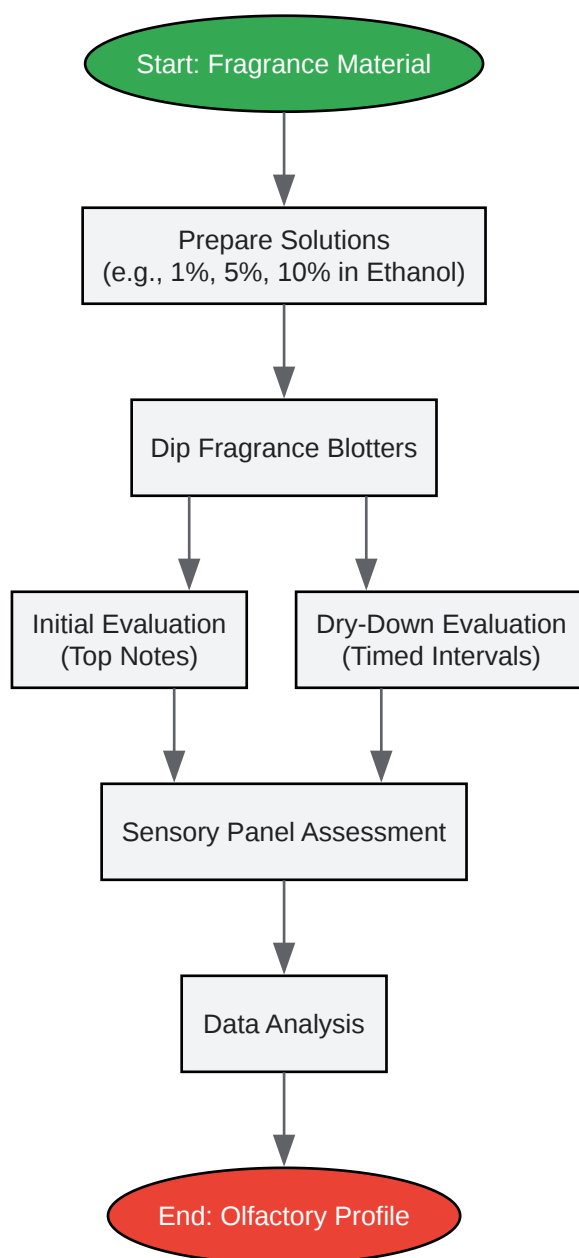 Start: Fragrance Material
Prepare Solutions
(e.g., 1%, 5%, 10% in Ethanol)
Dip Fragrance Blotters
Initial Evaluation
(Top Notes)
Dry-Down Evaluation
(Timed Intervals)
Sensory Panel Assessment
Data Analysis
End: Olfactory Profile